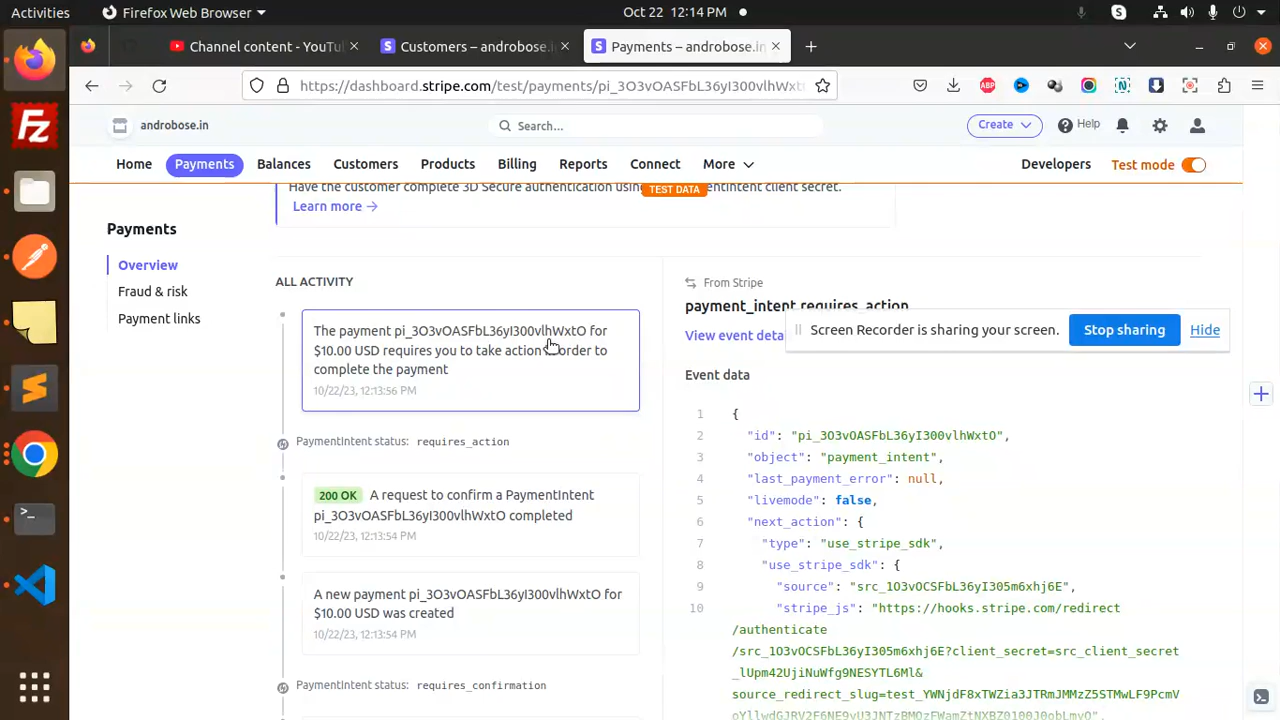 Activities
Firefox Web Browser
Oct 22 12:14 PM
Channel content - YouTu
Customers – androbose.i
Payments – androbose.in
https://dashboard.stripe.com/test/payments/pi_3O3vOASFbL36yI300vlhWxt
androbose.in
Search...
Create
Help
Home
Payments
Balances
Customers
Products
Billing
Reports
Connect
More
Developers
Test mode
TEST DATA
Have the customer complete 3D Secure authentication using
entIntent client secret.
Learn more →
Payments
Overview
Fraud & risk
Payment links
ALL ACTIVITY
The payment pi_3O3vOASFbL36yI300vlhWxtO for
$10.00 USD requires you to take action in order to
complete the payment
10/22/23, 12:13:56 PM
PaymentIntent status: requires_action
200 OK A request to confirm a PaymentIntent
pi_3O3vOASFbL36yI300vlhWxtO completed
10/22/23, 12:13:54 PM
A new payment pi_3O3vOASFbL36yI300vlhWxtO for
$10.00 USD was created
10/22/23, 12:13:54 PM
PaymentIntent status: requires_confirmation
From Stripe
payment_intent.requires_action
View event deta
Screen Recorder is sharing your screen.
Stop sharing
Hide
Event data
1 {
2 "id": "pi_3O3vOASFbL36yI300vlhWxtO",
3 "object": "payment_intent",
4 "last_payment_error": null,
5 "livemode": false,
6 "next_action": {
7 "type": "use_stripe_sdk",
8 "use_stripe_sdk": {
9 "source": "src_1O3vOCSFbL36yI305m6xhj6E",
10 "stripe_js": "https://hooks.stripe.com/redirect
/authenticate
/src_1O3vOCSFbL36yI305m6xhj6E?client_secret=src_client_secret
_lUpm42UjiNuWfg9NESYTL6Ml&
source_redirect_slug=test_YWNjdF8xTWZia3JTRmJMMzZ5STMwLF9PcmV